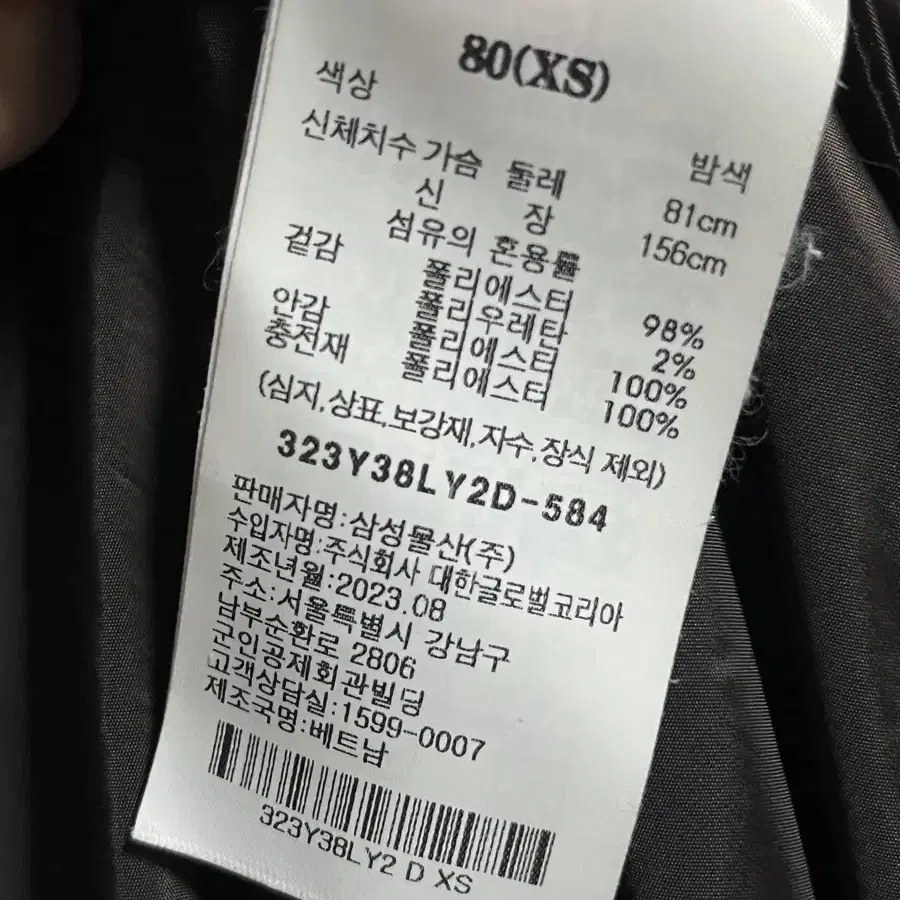 80(XS)
색상 밤색
신체치수 가슴 둘레 81cm
신 장 156cm
섬유의 혼용률
겉감 폴리에스터 98%
폴리우레탄 2%
안감 폴리에스터 100%
충전재 폴리에스터 100%
(심지,상표,보강재,자수,장식 제외)
323Y38LY2D-584
판매자명:삼성물산(주)
수입자명:주식회사 대한글로벌코리아
제조년월:2023.08
주소:서울특별시 강남구
남부순환로 2806
군인공제회관빌딩
고객상담실:1599-0007
제조국명:베트남
323Y38LY2 D XS